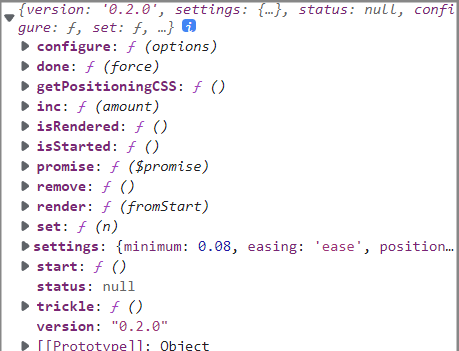 {version: '0.2.0', settings: {…}, status: null, confi
gure: ƒ, set: ƒ, …} i
configure: ƒ (options)
done: ƒ (force)
getPositioningCSS: ƒ ()
inc: ƒ (amount)
isRendered: ƒ ()
isStarted: ƒ ()
promise: ƒ ($promise)
remove: ƒ ()
render: ƒ (fromStart)
set: ƒ (n)
settings: {minimum: 0.08, easing: 'ease', position…
start: ƒ ()
status: null
trickle: ƒ ()
version: "0.2.0"
[[Prototype]]: Object